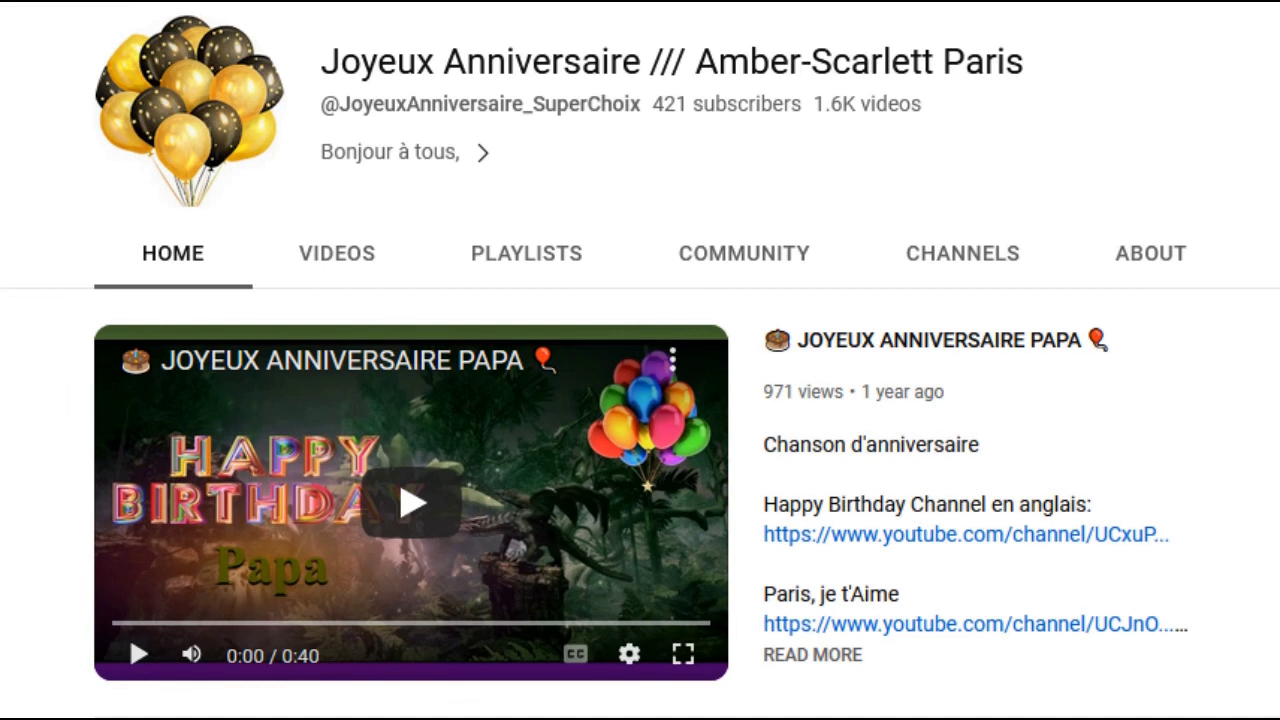 Joyeux Anniversaire /// Amber-Scarlett Paris
@JoyeuxAnniversaire_SuperChoix 421 subscribers 1.6K videos
Bonjour à tous,
HOME VIDEOS PLAYLISTS COMMUNITY CHANNELS ABOUT
JOYEUX ANNIVERSAIRE PAPA
HAPPY
BIRTHDAY
Papa
0:00 / 0:40
CC
JOYEUX ANNIVERSAIRE PAPA
971 views • 1 year ago
Chanson d'anniversaire
Happy Birthday Channel en anglais:
https://www.youtube.com/channel/UCxuP...
Paris, je t'Aime
https://www.youtube.com/channel/UCJnO......
READ MORE